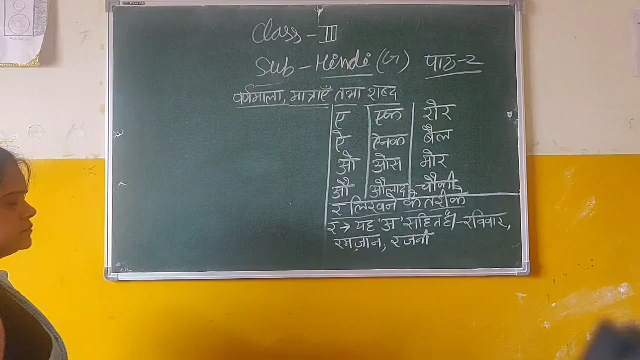 Class - III
Sub - Hindi (G) पाठ-2
वर्णमाला, मात्राएँ तथा शब्द
ए एक शेर
ऐ ऐनक बैल
ओ ओस मोर
औ औलाद
र लिखने के तरीके
र → यह 'अ' सहित है - रविवार,
रमज़ान, रजनी